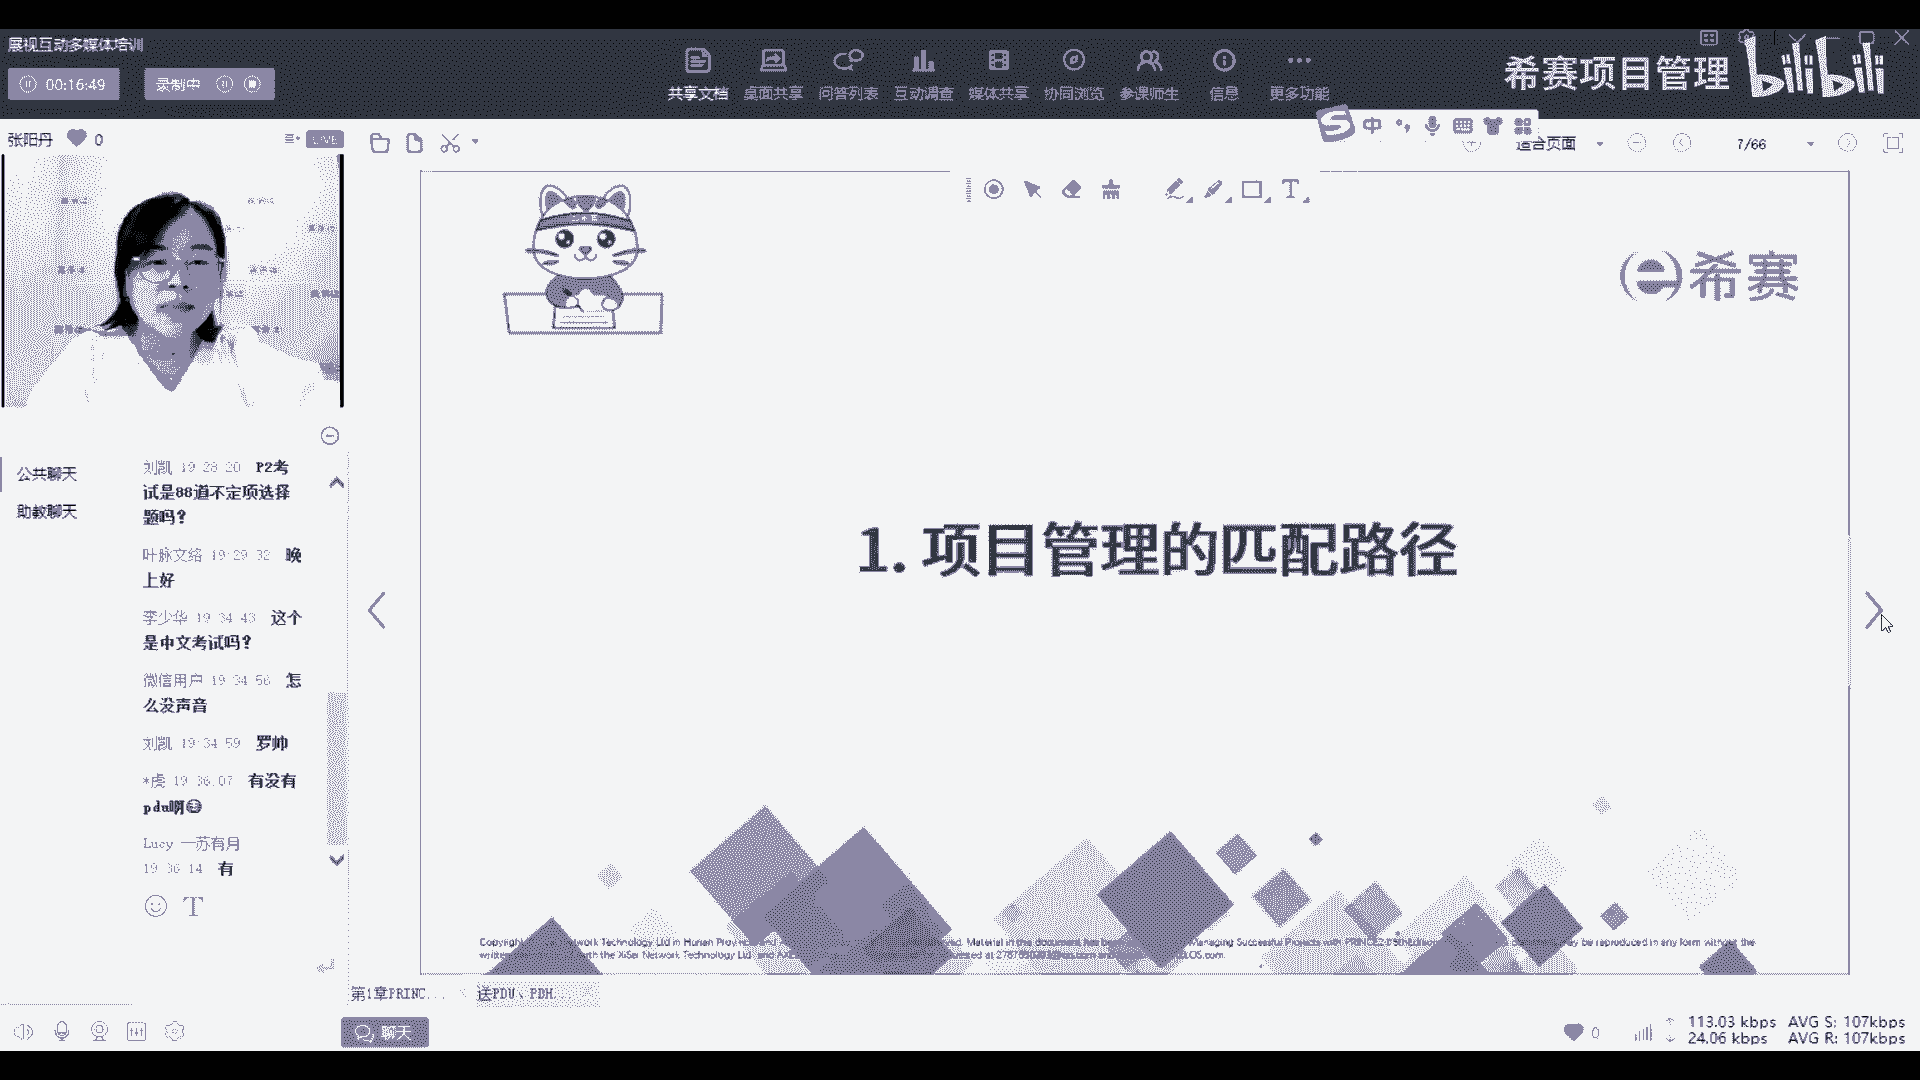 展视互动多媒体培训
00:16:49
录制中
共享文档
桌面共享
问答列表
互动调查
媒体共享
协同浏览
参课师生
信息
更多功能
希赛项目管理
bilibili
张阳丹
0
LIVE
中
适合页面
7/66
T
希赛
1. 项目管理的匹配路径
公共聊天
助教聊天
刘凯 19:28:20 P2考
试是88道不定项选择
题吗?
叶脉文络 19:29:32 晚
上好
李少华 19:34:43 这个
是中文考试吗?
微信用户 19:34:56 怎
么没声音
刘凯 19:34:59 罗帅
*虎 19:36:07 有没有
pdu啊
Lucy 一苏有月
19:36:14 有
Copyright work Technology Ltd in Hunan Material in this document has Managing Successful Projects with PRINCE2 be reproduced in any form without the
with the XiSai Network Technology Ltd.
第1章PRINC...
送PDU、PDH...
聊天
0
113.03 kbps AVG S: 107kbps
24.06 kbps AVG R: 107kbps